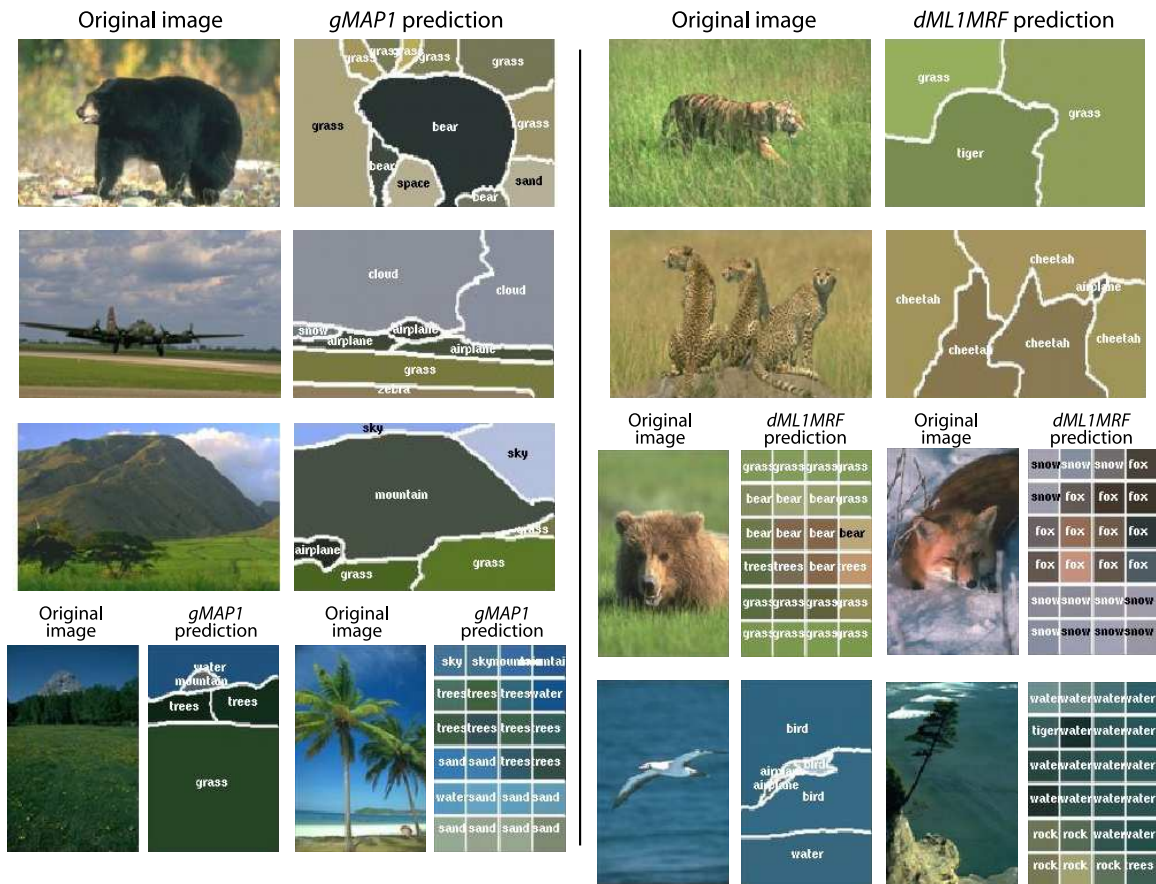 Original image
gMAP1 prediction
grass
grass
grass
grass
grass
grass
bear
grass
bear
space
sand
bear
cloud
cloud
snow
airplane
airplane
airplane
grass
zebra
sky
sky
mountain
grass
airplane
grass
grass
Original
image
gMAP1
prediction
Original
image
gMAP1
prediction
water
mountain
trees
trees
grass
sky sky mountain mountain
trees trees trees water
trees trees trees trees
sand sand trees trees
water sand sand sand
sand sand sand sand
Original image
dML1MRF prediction
grass
grass
tiger
cheetah
airplane
cheetah
cheetah
cheetah
cheetah
Original
image
dML1MRF
prediction
Original
image
dML1MRF
prediction
grass grass grass grass
bear bear bear grass
bear bear bear bear
trees trees bear trees
grass grass grass grass
grass grass grass grass
snow snow snow fox
snow fox fox fox
fox fox fox fox
fox fox fox fox
snow snow snow snow
snow snow snow snow
bird
bird
airplane
airplane
bird
water
water water water water
tiger water water water
water water water water
water water water water
rock rock water water
rock rock rock trees